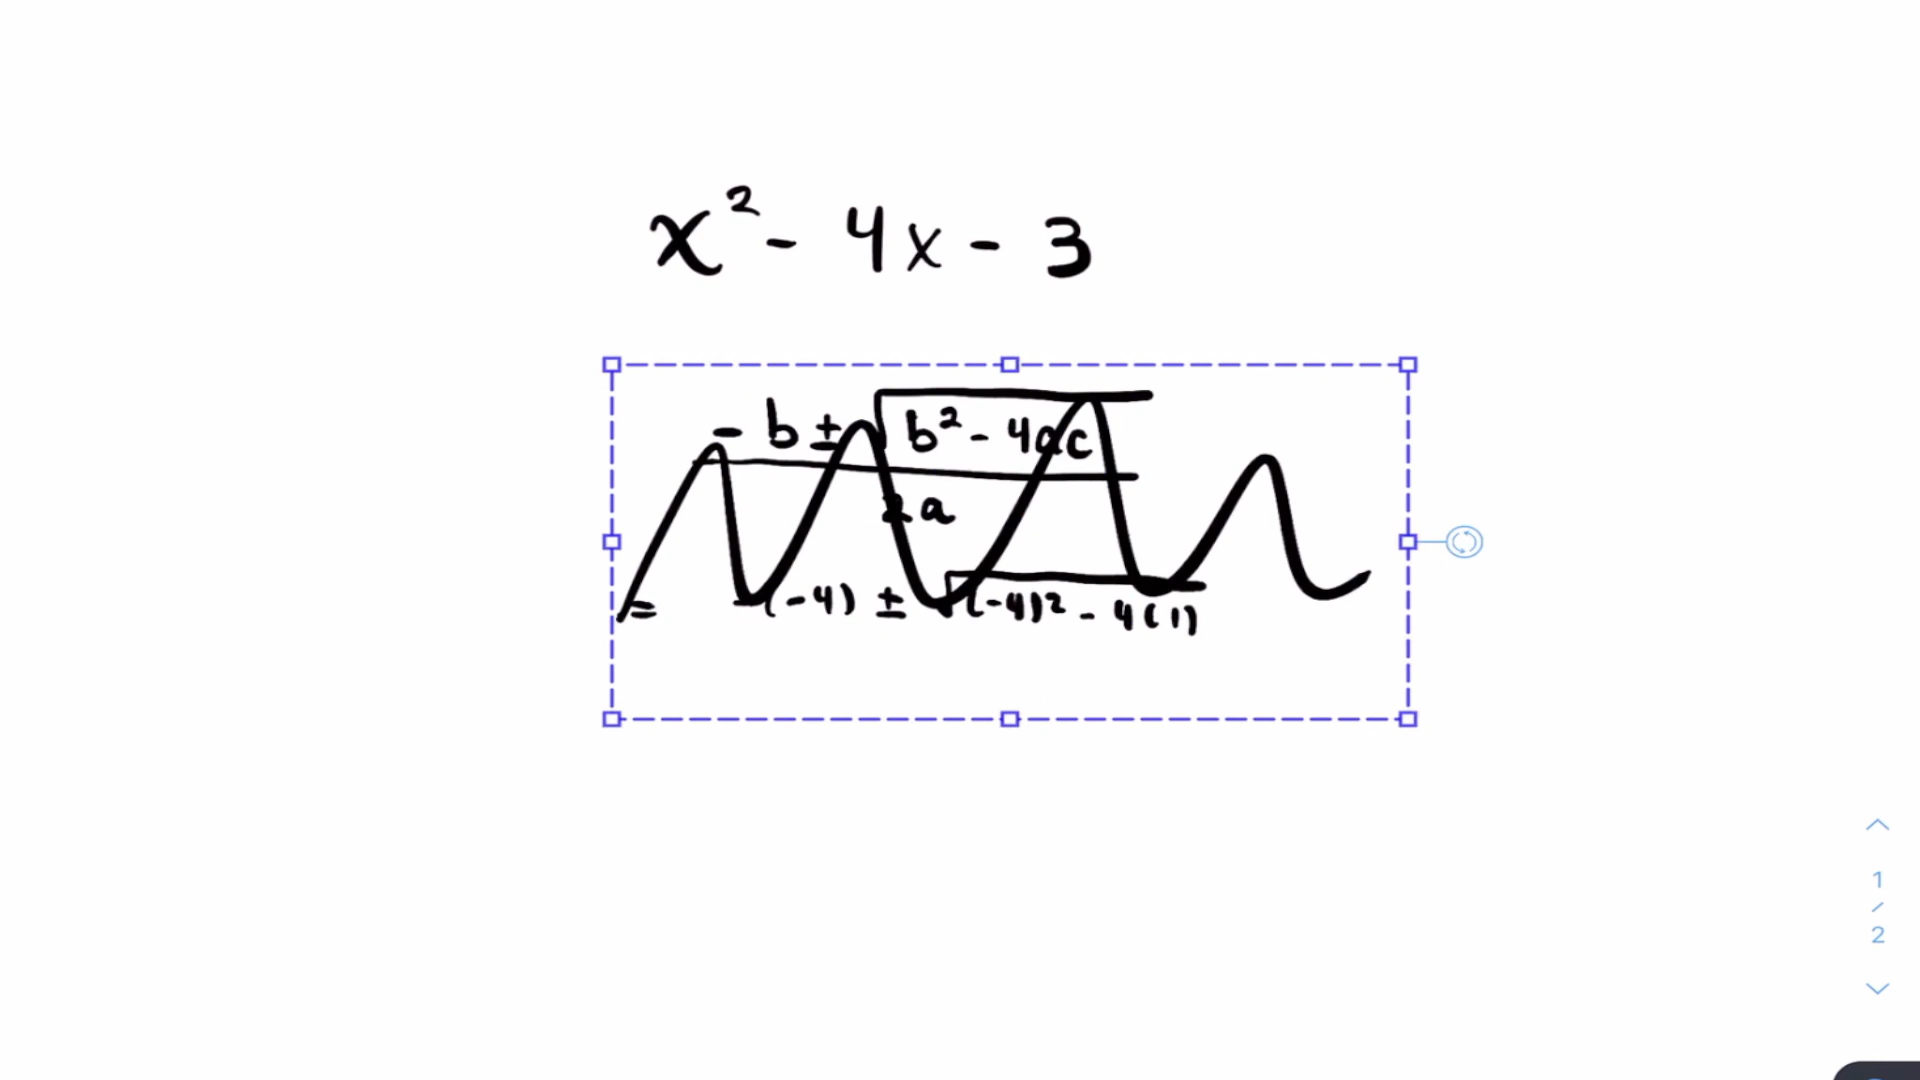 x² - 4x - 3
- b ± √b² - 4ac
2a
= -(-4) ± √(-4)² - 4(1)
1
/
2